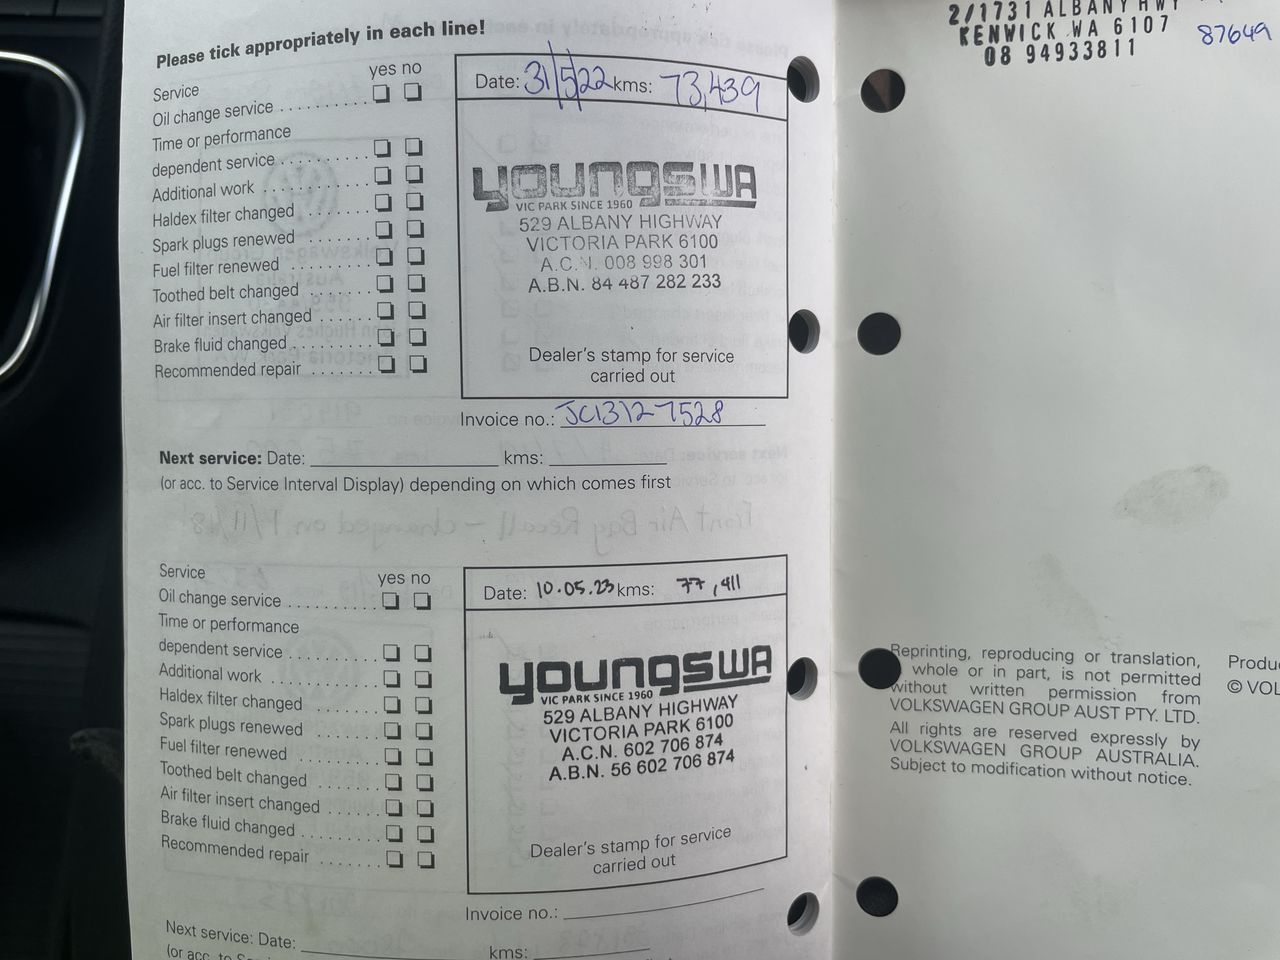 Please tick appropriately in each line!
Service yes no
Oil change service
Time or performance
dependent service
Additional work
Haldex filter changed
Spark plugs renewed
Fuel filter renewed
Toothed belt changed
Air filter insert changed
Brake fluid changed
Recommended repair
Date: 31/5/22 kms: 73,439
youngswa
VIC PARK SINCE 1960
529 ALBANY HIGHWAY
VICTORIA PARK 6100
A.C.N. 008 998 301
A.B.N. 84 487 282 233
Dealer's stamp for service
carried out
Invoice no.: JC13127528
Next service: Date: kms:
(or acc. to Service Interval Display) depending on which comes first
Service yes no
Oil change service
Time or performance
dependent service
Additional work
Haldex filter changed
Spark plugs renewed
Fuel filter renewed
Toothed belt changed
Air filter insert changed
Brake fluid changed
Recommended repair
Date: 10.05.23 kms: 77,411
youngswa
VIC PARK SINCE 1960
529 ALBANY HIGHWAY
VICTORIA PARK 6100
A.C.N. 602 706 874
A.B.N. 56 602 706 874
Dealer's stamp for service
carried out
Invoice no.:
Next service: Date: kms:
(or acc. to
2/1731 ALBANY HWY
KENWICK WA 6107
08 94933811
87649
Reprinting, reproducing or translation,
whole or in part, is not permitted
without written permission from
VOLKSWAGEN GROUP AUST PTY. LTD.
All rights are reserved expressly by
VOLKSWAGEN GROUP AUSTRALIA.
Subject to modification without notice.
© VOL